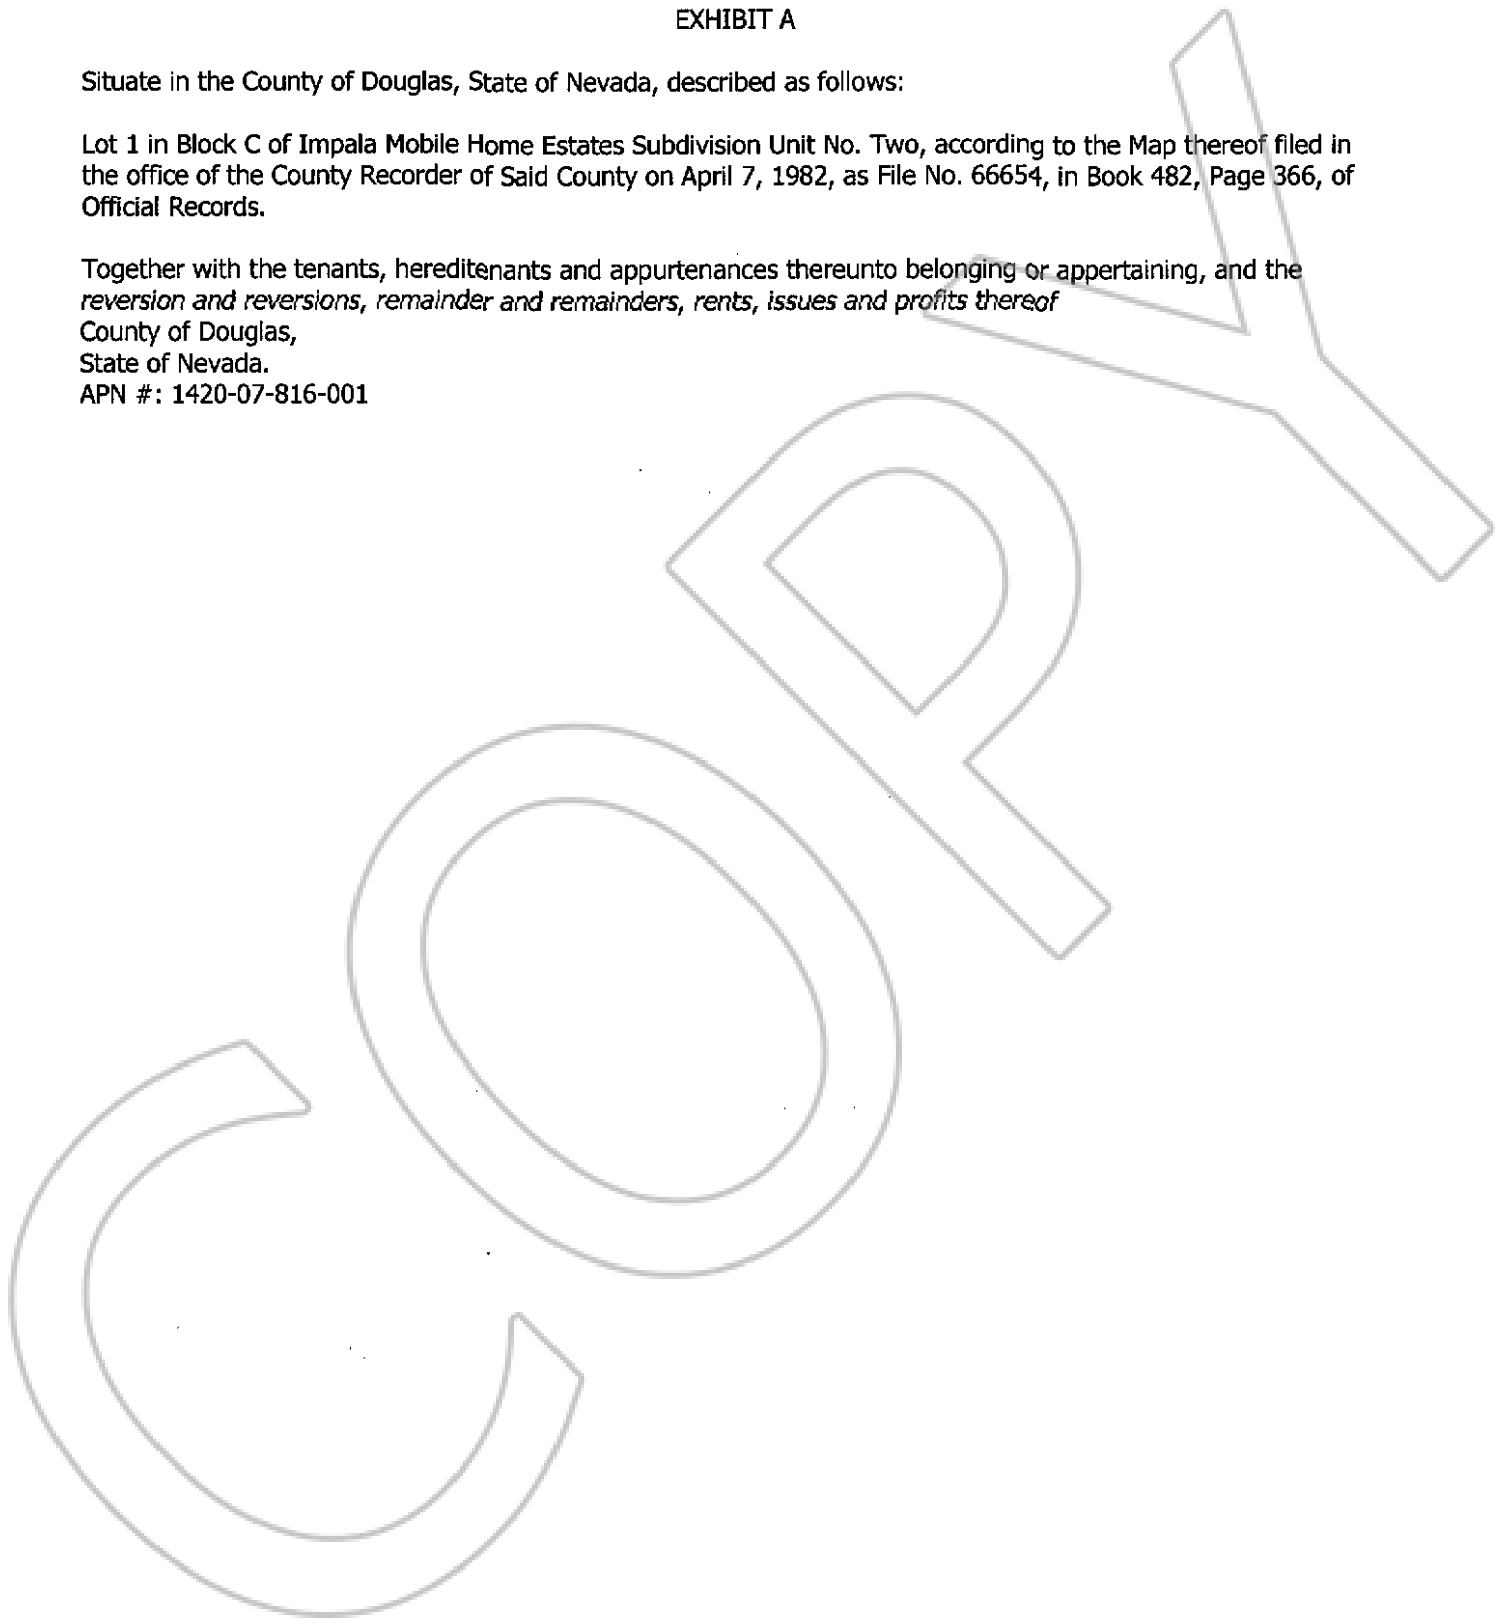 EXHIBIT A
Situate in the County of Douglas, State of Nevada, described as follows:
Lot 1 in Block C of Impala Mobile Home Estates Subdivision Unit No. Two, according to the Map thereof filed in
the office of the County Recorder of Said County on April 7, 1982, as File No. 66654, in Book 482, Page 366, of
Official Records.
Together with the tenants, hereditenants and appurtenances thereunto belonging or appertaining, and the
reversion and reversions, remainder and remainders, rents, issues and profits thereof
County of Douglas,
State of Nevada.
APN #: 1420-07-816-001
COPY